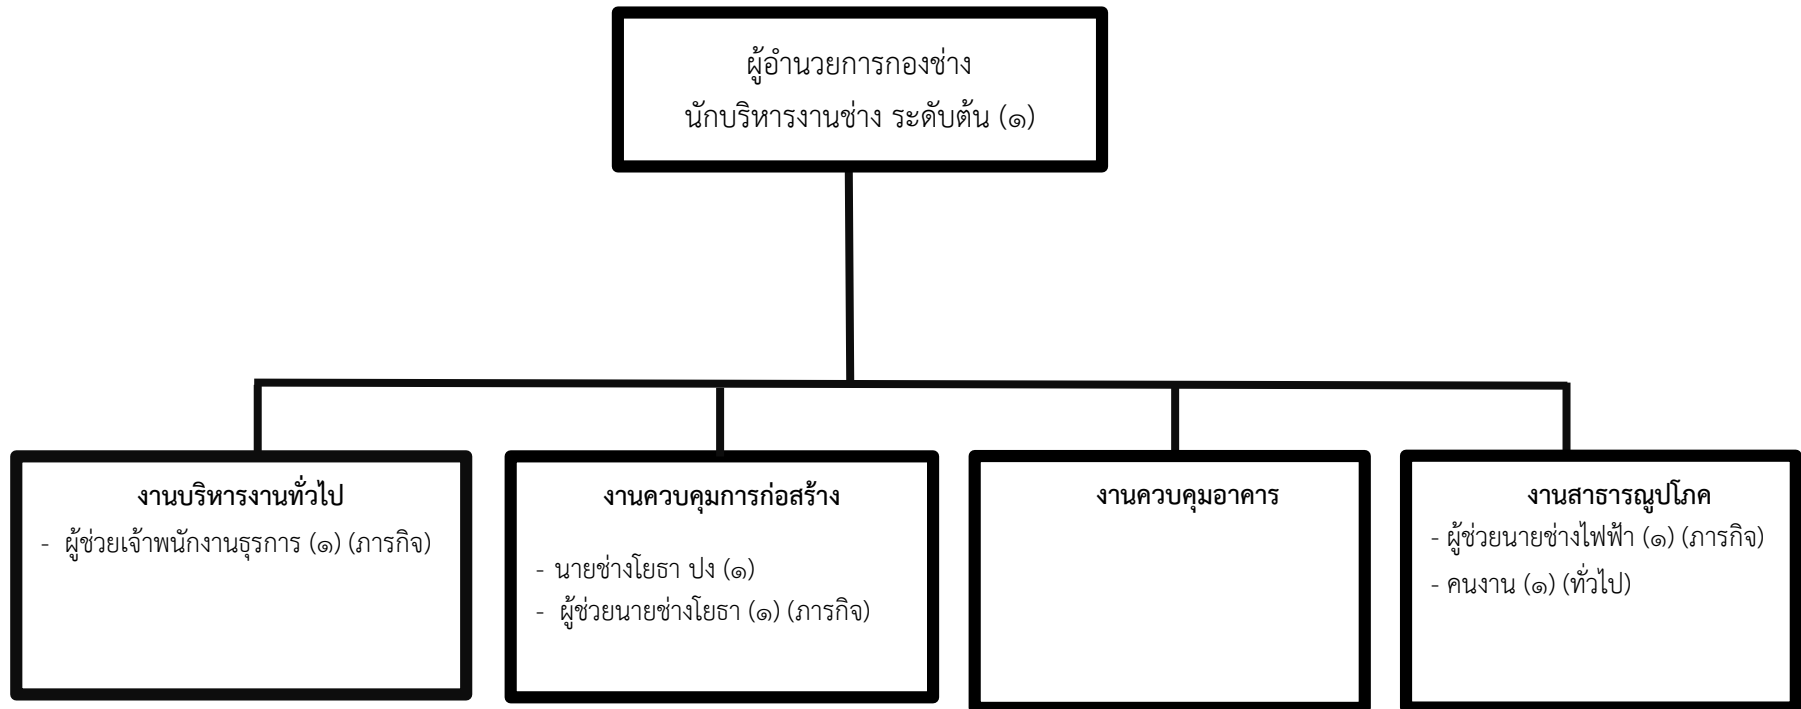 ผู้อำนวยการกองช่าง
นักบริหารงานช่าง ระดับต้น (๑)
งานบริหารงานทั่วไป
- ผู้ช่วยเจ้าพนักงานธุรการ (๑) (ภารกิจ)
งานควบคุมการก่อสร้าง
- นายช่างโยธา ปง (๑)
- ผู้ช่วยนายช่างโยธา (๑) (ภารกิจ)
งานควบคุมอาคาร
งานสาธารณูปโภค
- ผู้ช่วยนายช่างไฟฟ้า (๑) (ภารกิจ)
- คนงาน (๑) (ทั่วไป)